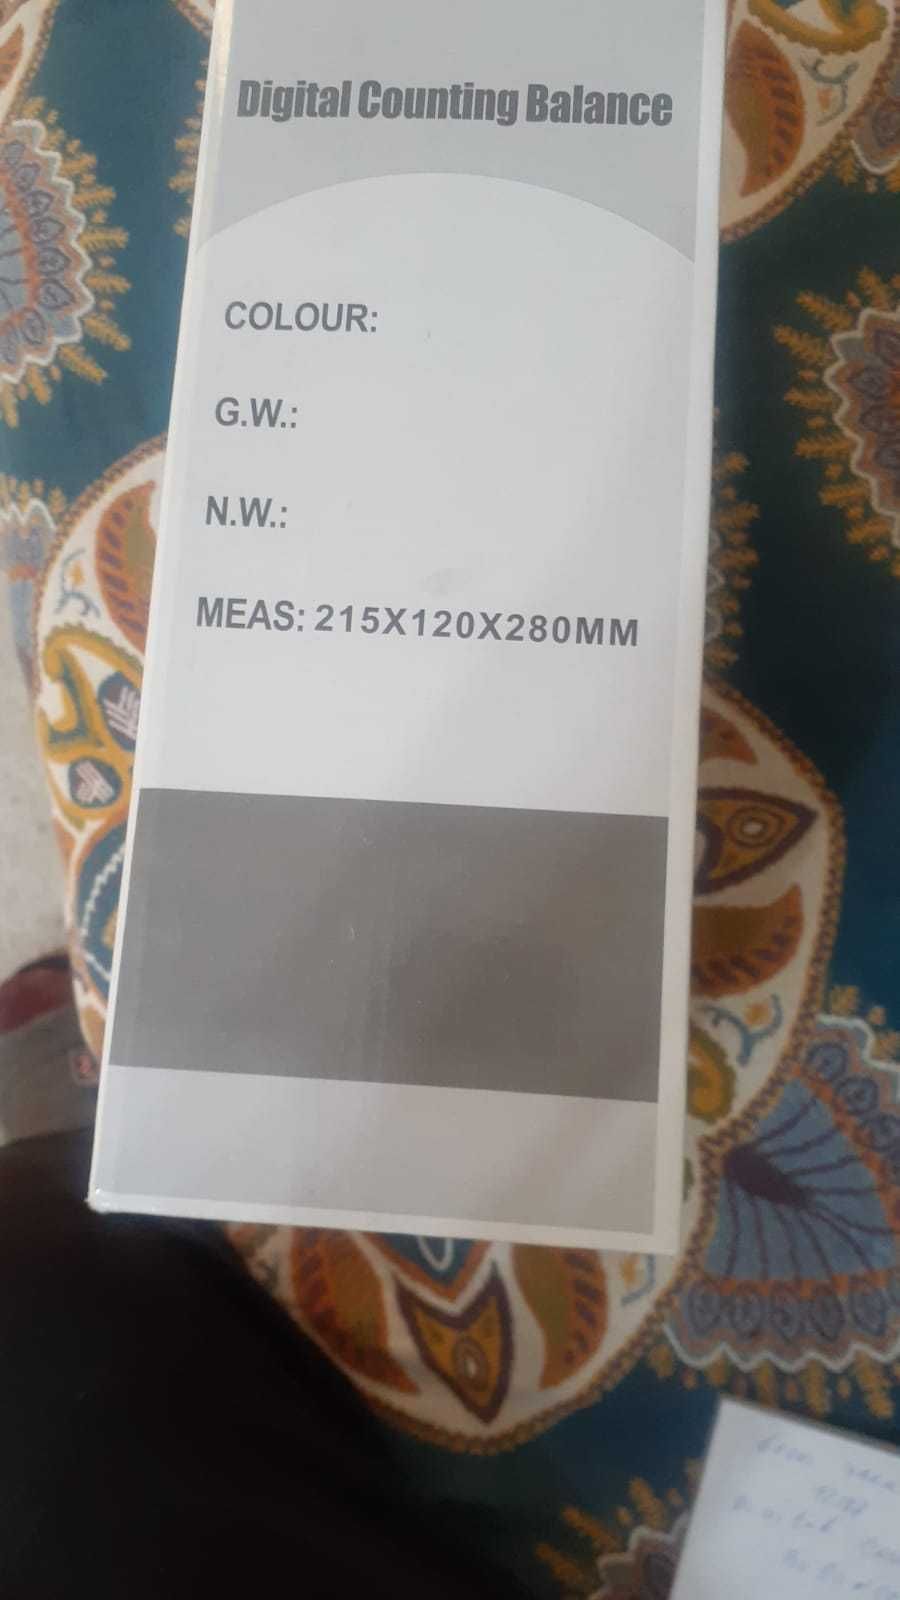 Digital Counting Balance
COLOUR:
G.W.:
N.W.:
MEAS: 215X120X280MM